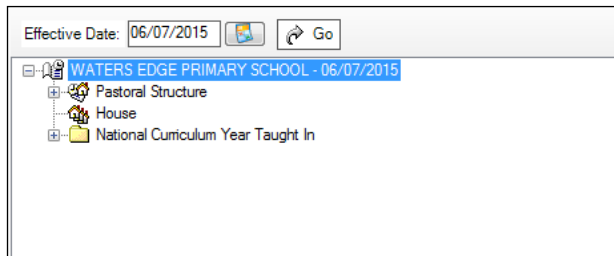 Effective Date: 06/07/2015 Go
WATERS EDGE PRIMARY SCHOOL - 06/07/2015
Pastoral Structure
House
National Curriculum Year Taught In